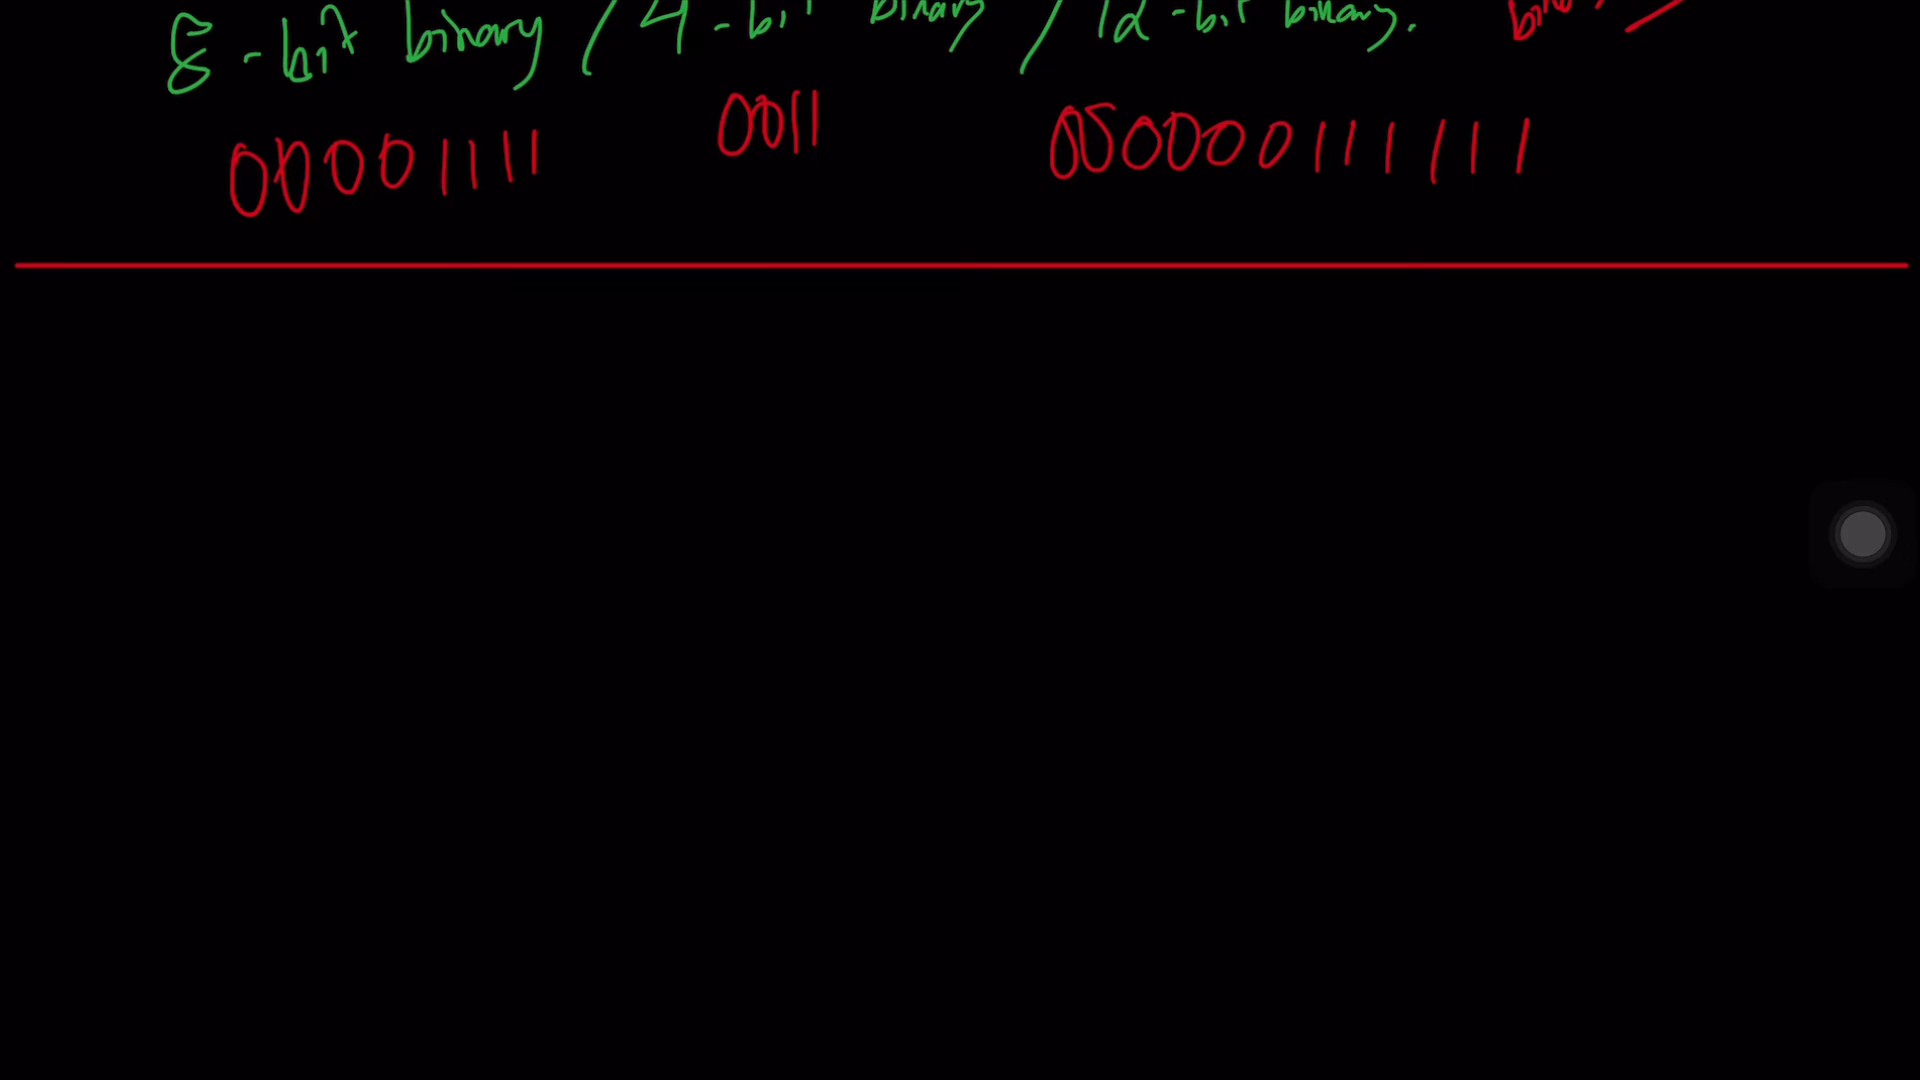 8-bit binary / 4-bit binary / 12-bit binary.
00001111 0011 000000111111